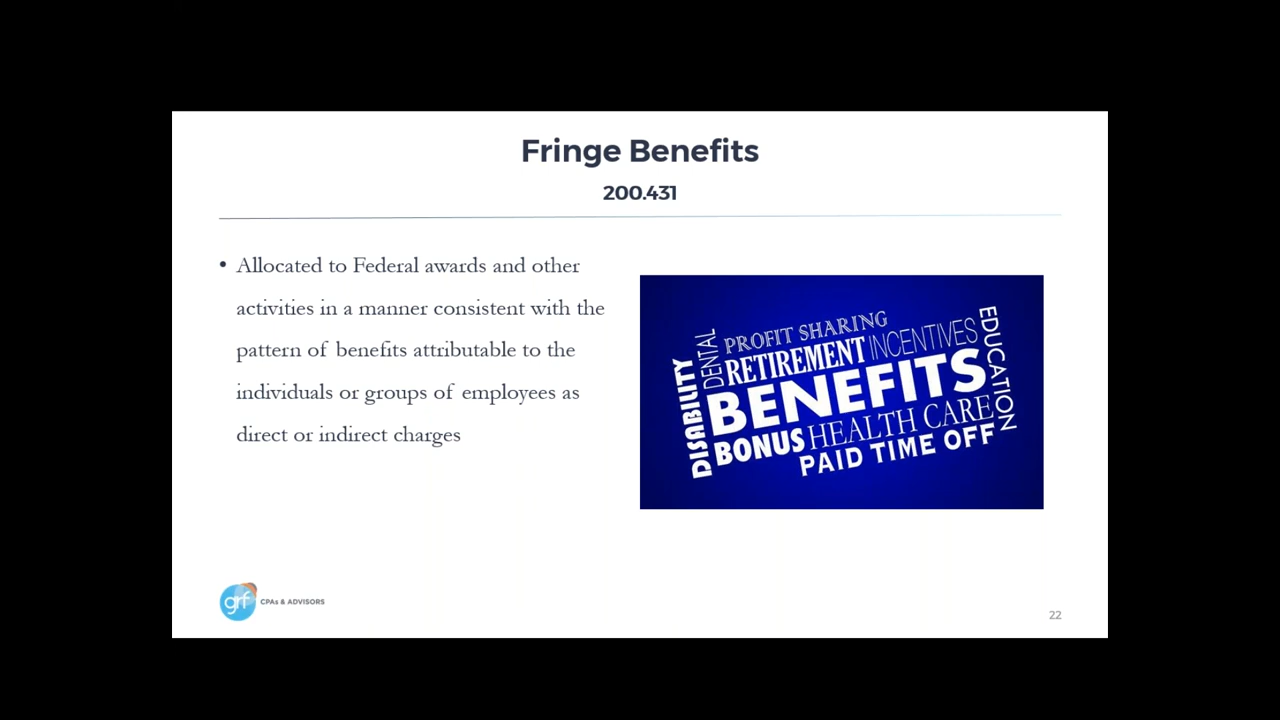 Fringe Benefits
200.431
• Allocated to Federal awards and other
activities in a manner consistent with the
pattern of benefits attributable to the
individuals or groups of employees as
direct or indirect charges
DISABILITY
DENTAL
PROFIT SHARING
RETIREMENT INCENTIVES
BENEFITS
BONUS HEALTH CARE
PAID TIME OFF
EDUCATION
grf CPAs & ADVISORS
22